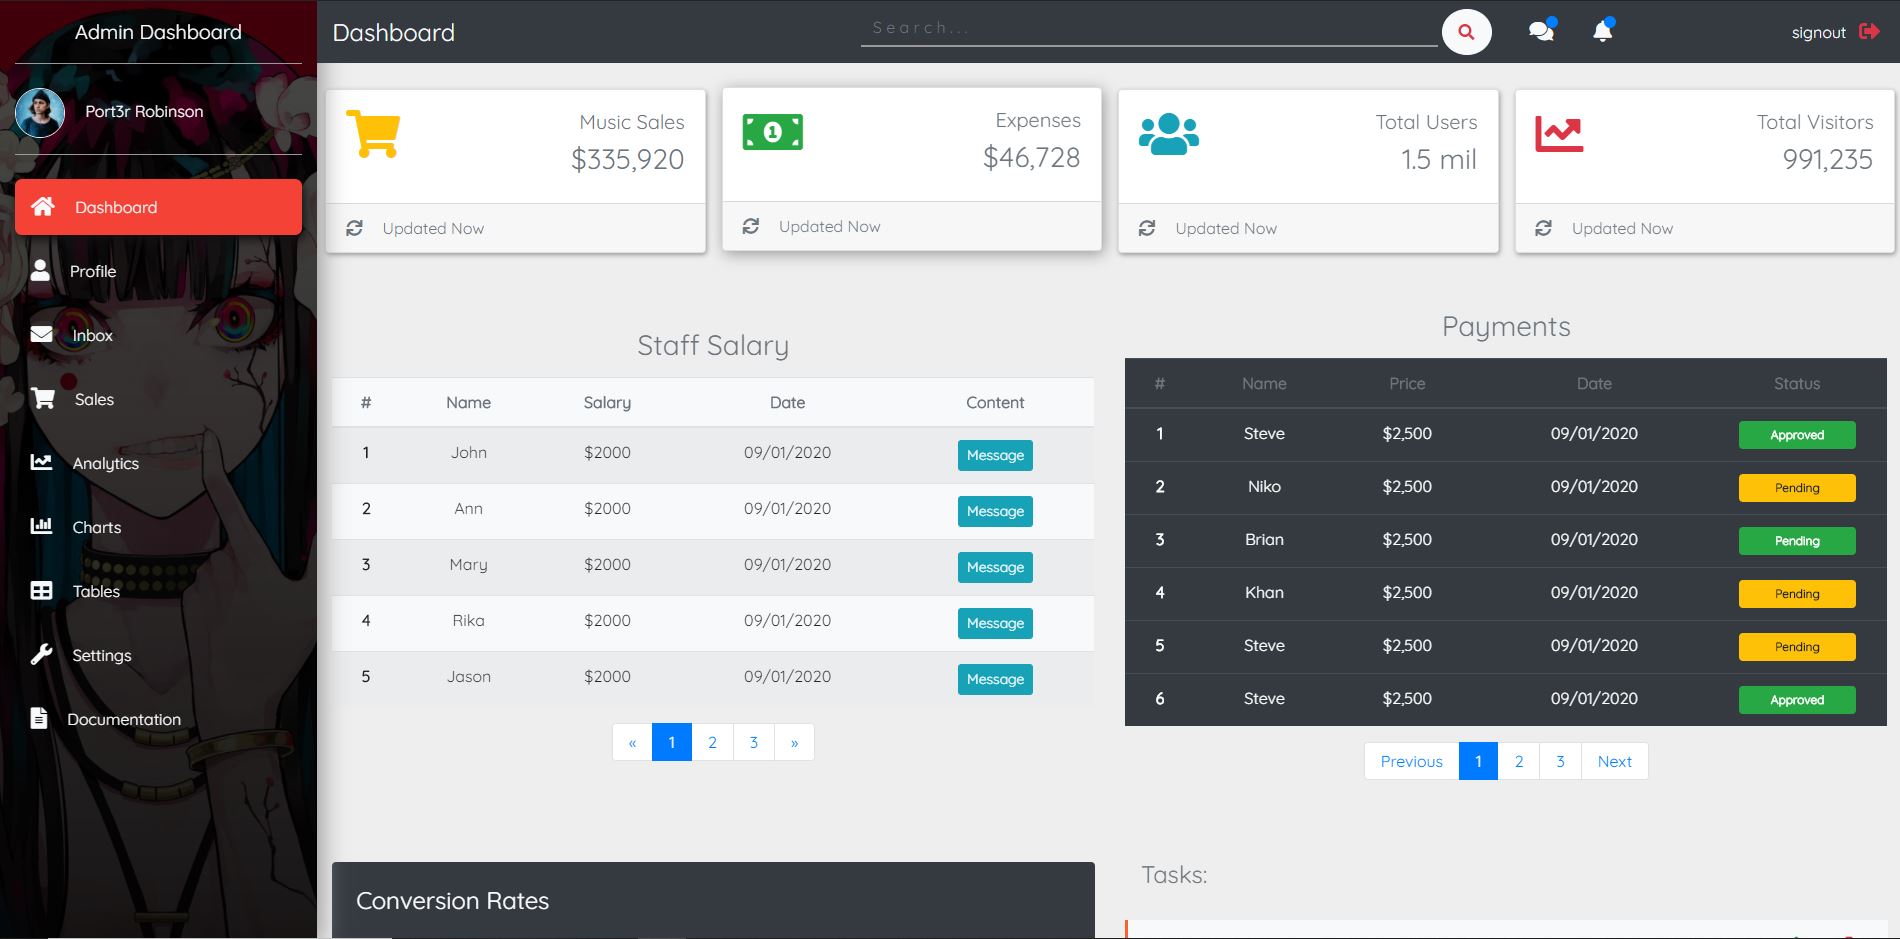 Admin Dashboard
Port3r Robinson
Dashboard
Profile
Inbox
Sales
Analytics
Charts
Tables
Settings
Documentation
Dashboard
Search...
signout
Music Sales
$335,920
Updated Now
Expenses
$46,728
Updated Now
Total Users
1.5 mil
Updated Now
Total Visitors
991,235
Updated Now
Staff Salary
# Name Salary Date Content
1 John $2000 09/01/2020 Message
2 Ann $2000 09/01/2020 Message
3 Mary $2000 09/01/2020 Message
4 Rika $2000 09/01/2020 Message
5 Jason $2000 09/01/2020 Message
« 1 2 3 »
Payments
# Name Price Date Status
1 Steve $2,500 09/01/2020 Approved
2 Niko $2,500 09/01/2020 Pending
3 Brian $2,500 09/01/2020 Pending
4 Khan $2,500 09/01/2020 Pending
5 Steve $2,500 09/01/2020 Pending
6 Steve $2,500 09/01/2020 Approved
Previous 1 2 3 Next
Conversion Rates
Tasks: